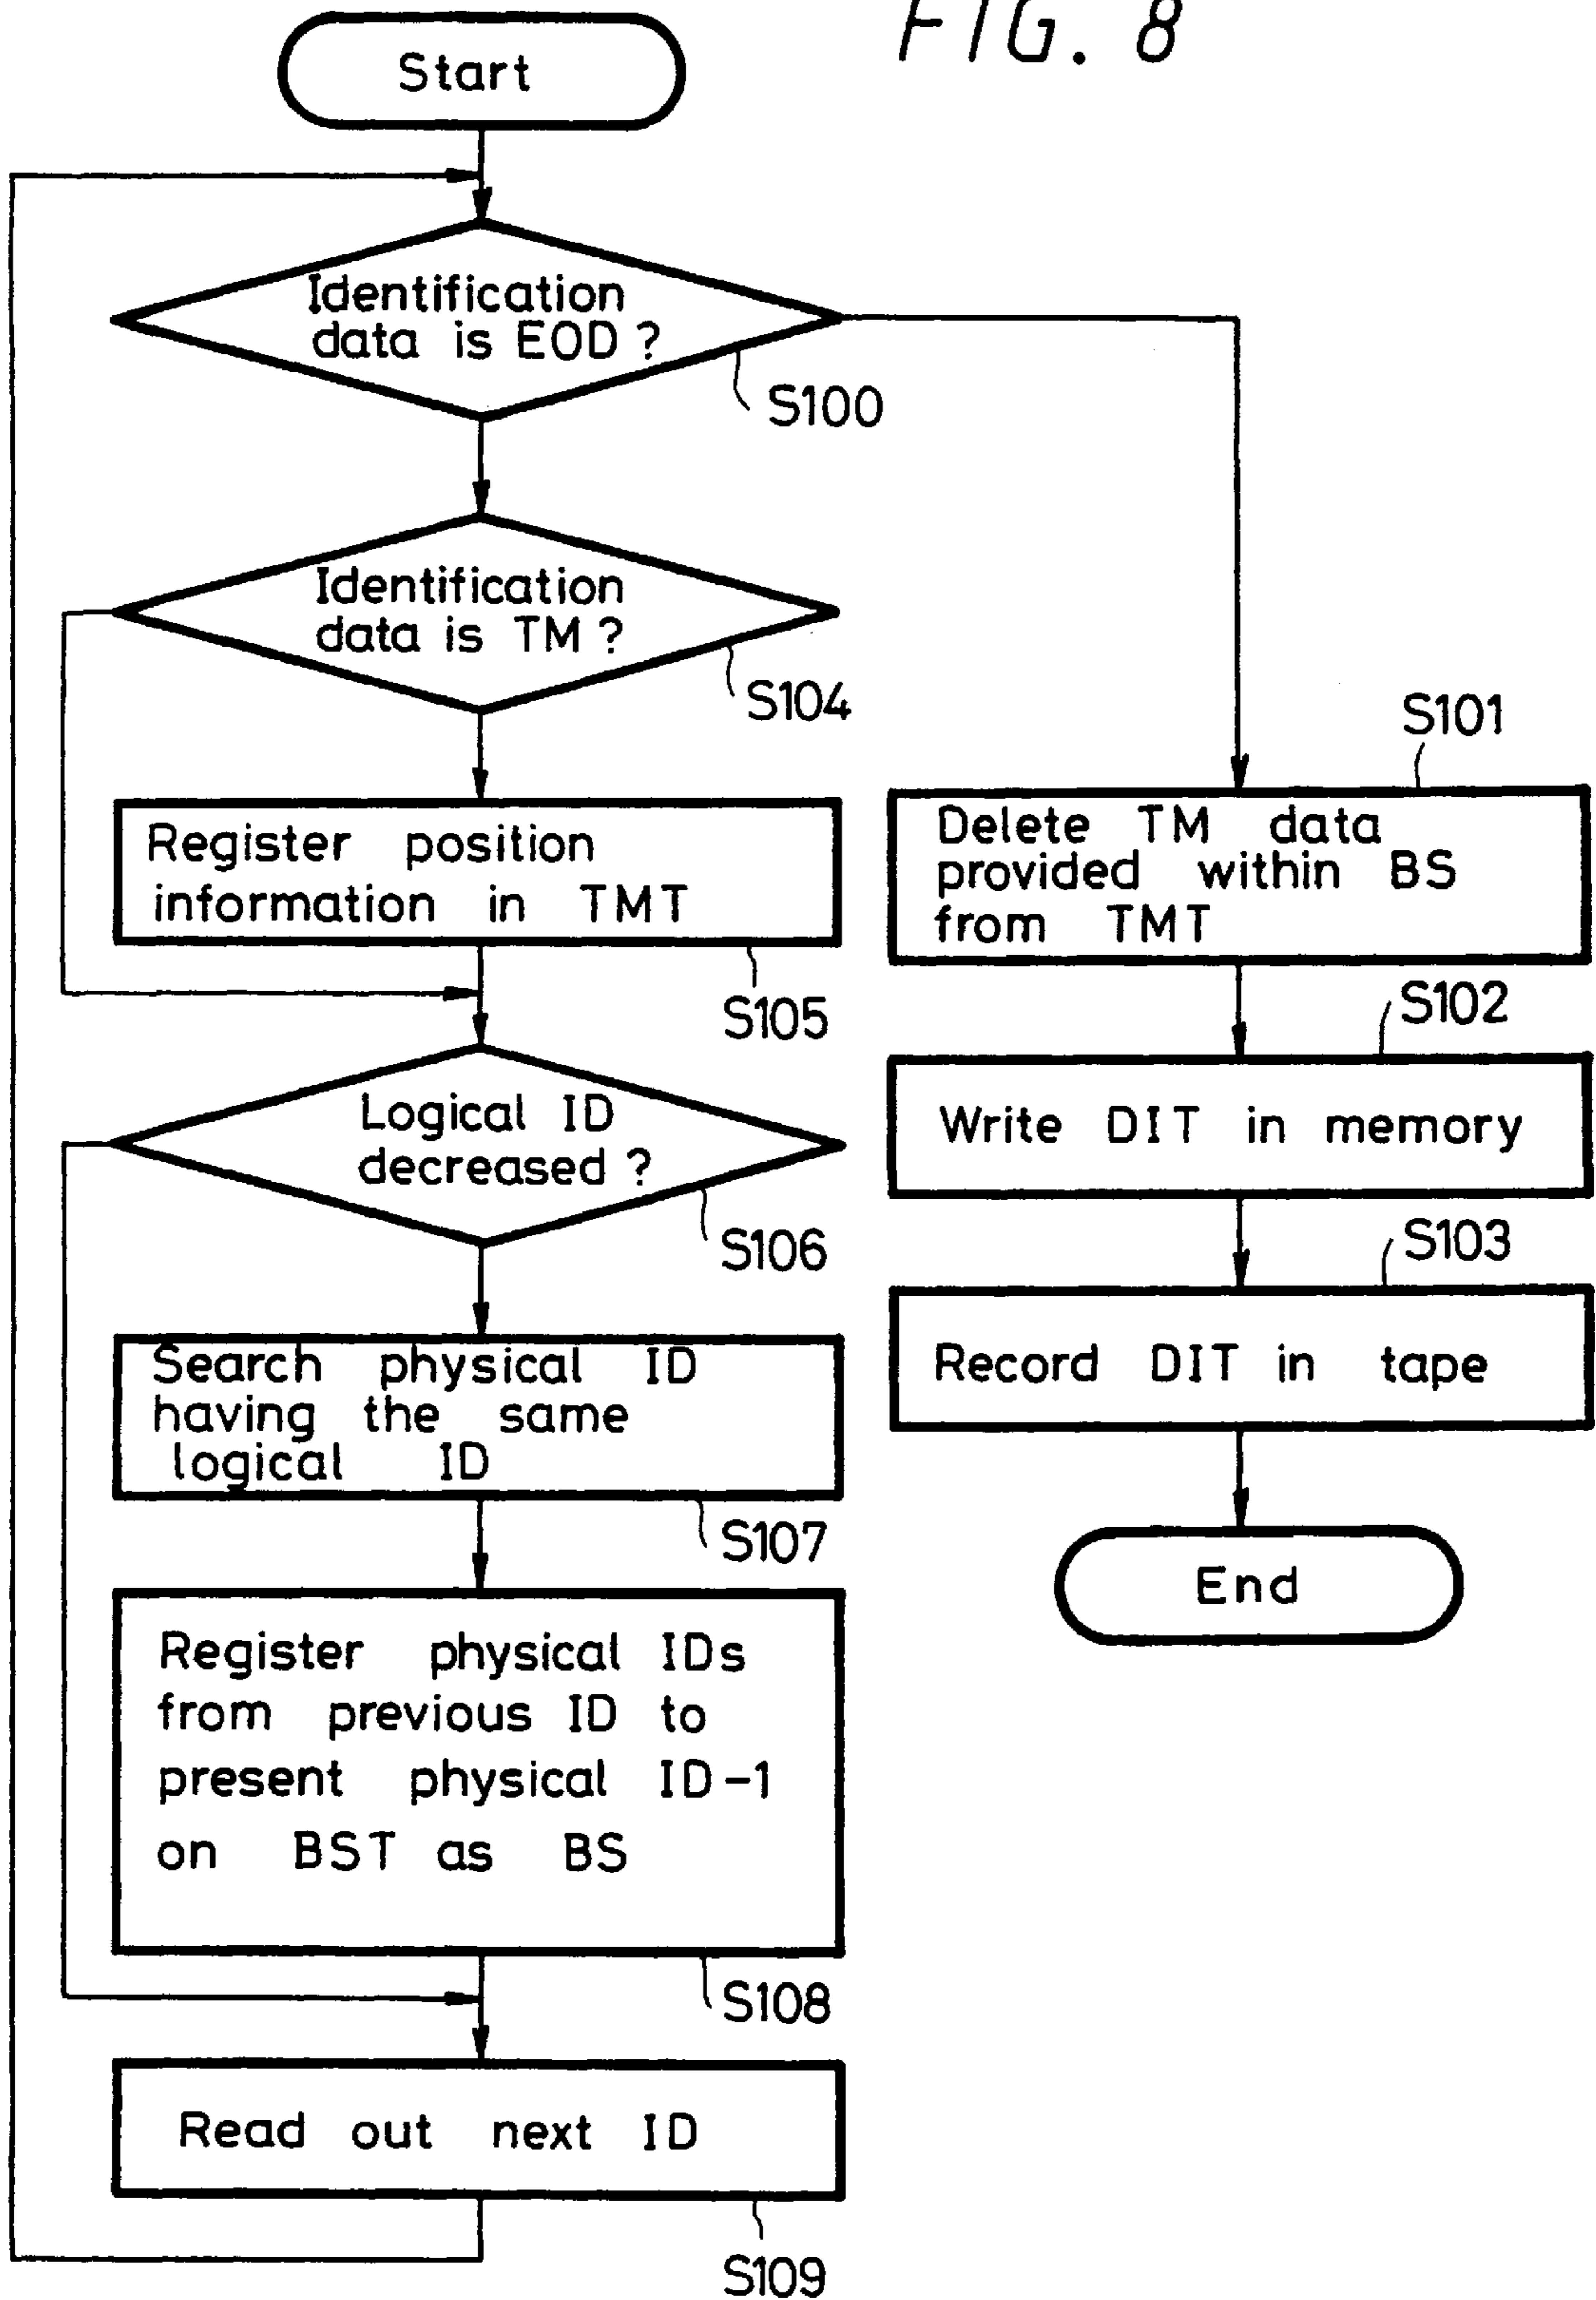 FIG. 8
Start
Identification
data is EOD ?
S100
Identification
data is TM ?
S104
Register position
information in TMT
S105
Logical ID
decreased ?
S106
Search physical ID
having the same
logical ID
S107
Register physical IDs
from previous ID to
present physical ID-1
on BST as BS
S108
Read out next ID
S109
S101
Delete TM data
provided within BS
from TMT
S102
Write DIT in memory
S103
Record DIT in tape
End